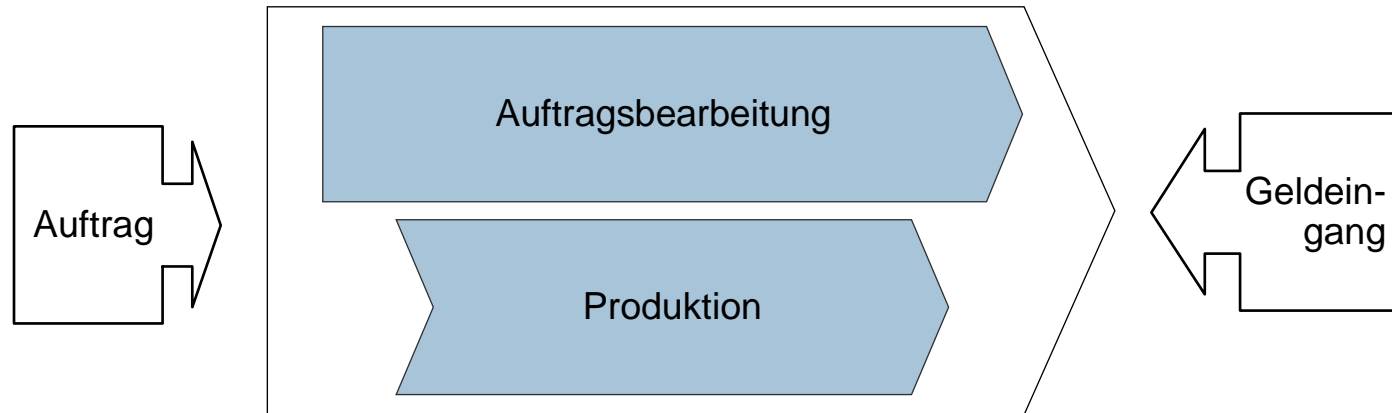 Auftragsbearbeitung
Auftrag
Geldein-
gang
Produktion